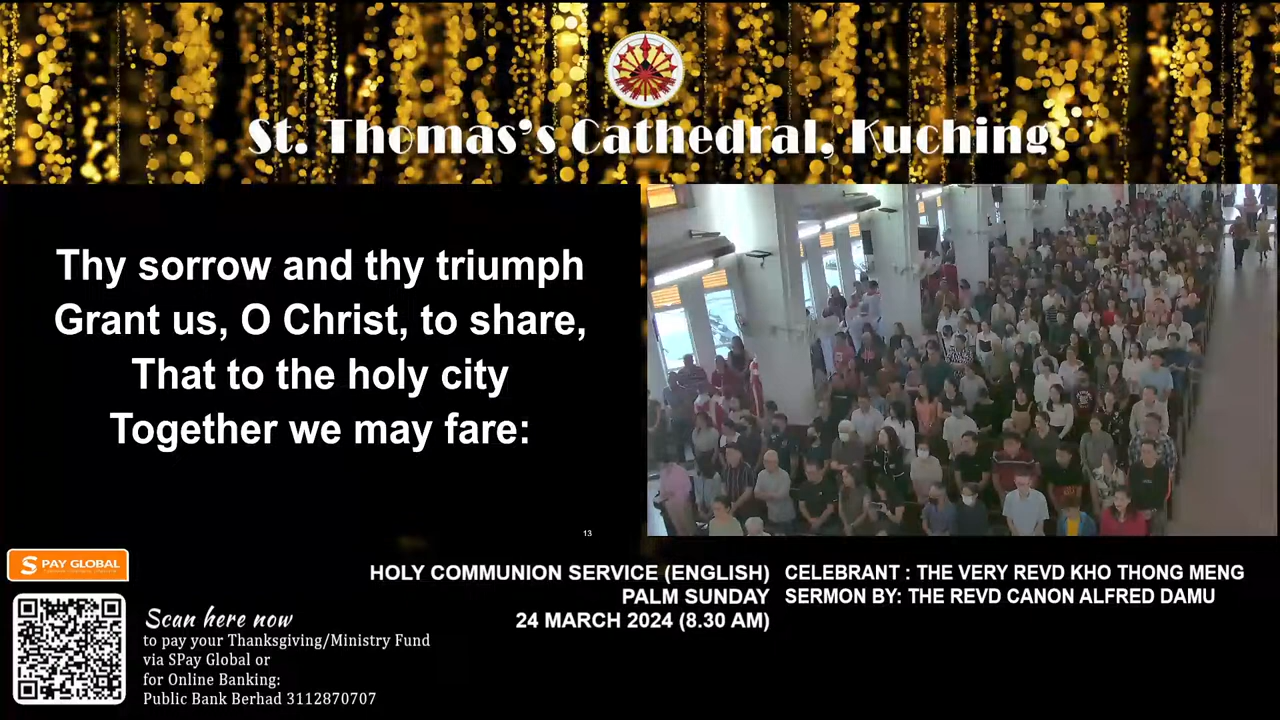 St. Thomas's Cathedral, Kuching
Thy sorrow and thy triumph
Grant us, O Christ, to share,
That to the holy city
Together we may fare:
13
S PAY GLOBAL
Scan here now
to pay your Thanksgiving/Ministry Fund
via SPay Global or
for Online Banking:
Public Bank Berhad 3112870707
HOLY COMMUNION SERVICE (ENGLISH)
PALM SUNDAY
24 MARCH 2024 (8.30 AM)
CELEBRANT : THE VERY REVD KHO THONG MENG
SERMON BY: THE REVD CANON ALFRED DAMU